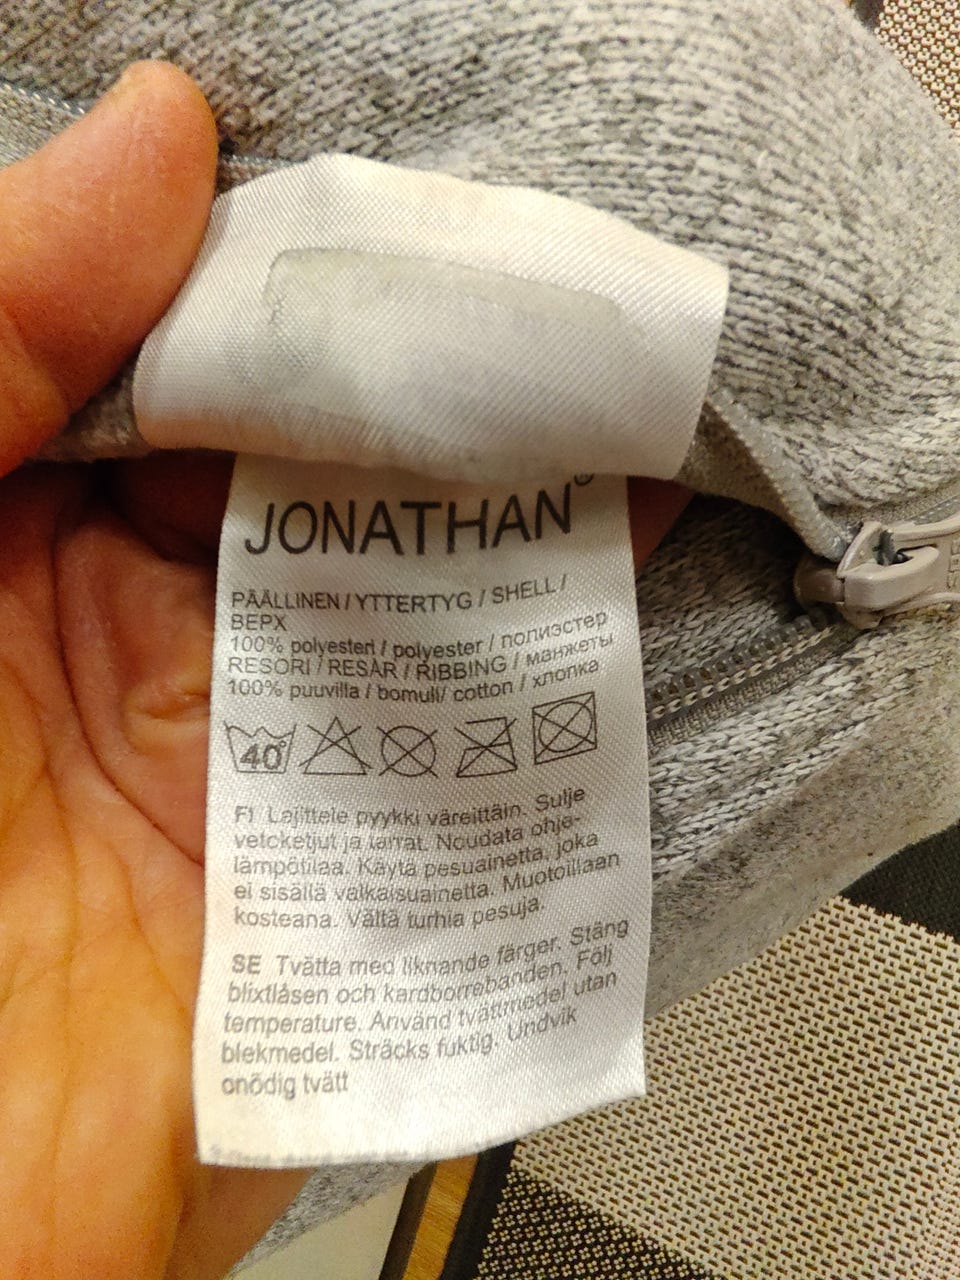 JONATHAN®
PÄÄLLINEN / YTTERTYG / SHELL /
ВЕРХ
100% polyesteri / polyester / полиэстер
RESORI / RESÅR / RIBBING / манжеты
100% puuvilla / bomull/ cotton / хлопка
40°
FI Lajittele pyykki väreittäin. Sulje
vetoketjut ja tarrat. Noudata ohje-
lämpötilaa. Käytä pesuainetta, joka
ei sisällä valkaisuainetta. Muotoillaan
kosteana. Vältä turhia pesuja.
SE Tvätta med liknande färger. Stäng
blixtlåsen och kardborrebanden. Följ
temperature. Använd tvättmedel utan
blekmedel. Sträcks fuktig. Undvik
onödig tvätt